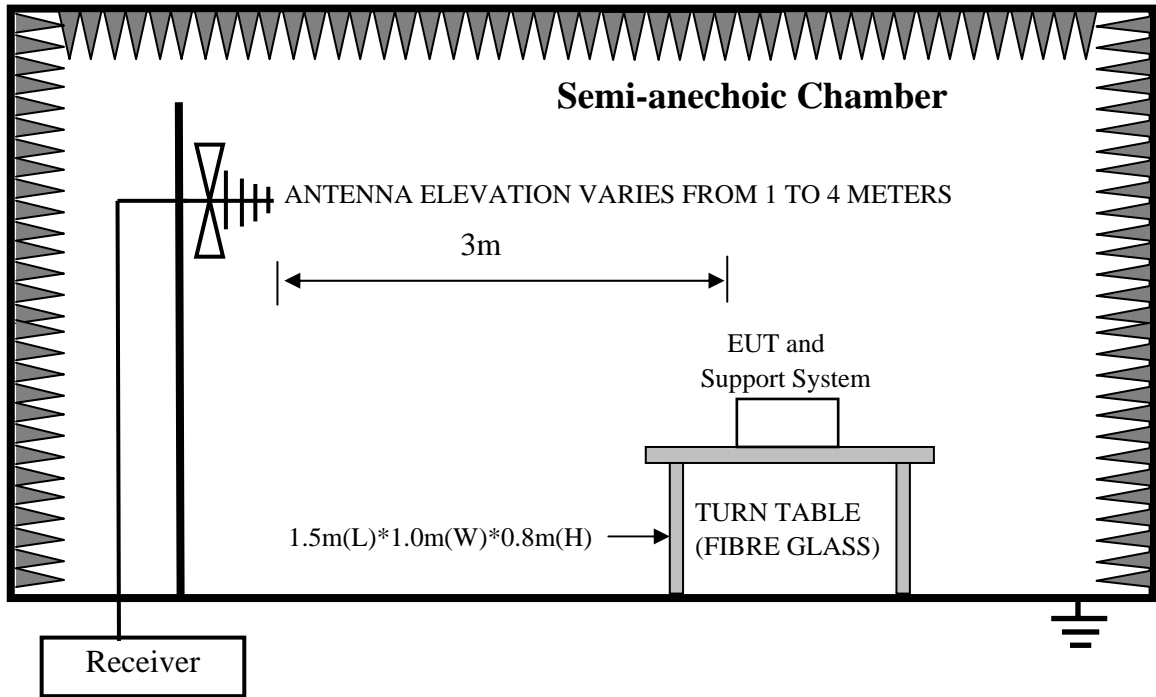 Semi-anechoic Chamber
ANTENNA ELEVATION VARIES FROM 1 TO 4 METERS
3m
EUT and
Support System
1.5m(L)*1.0m(W)*0.8m(H)
TURN TABLE
(FIBRE GLASS)
Receiver